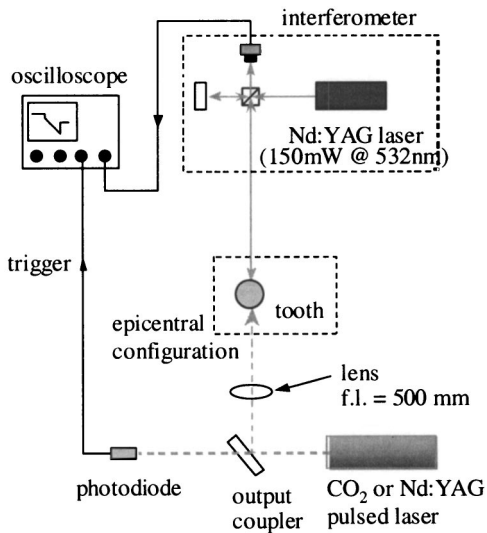 interferometer
oscilloscope
Nd:YAG laser
(150mW @ 532nm)
trigger
tooth
epicentral
configuration
lens
f.l. = 500 mm
photodiode
output
coupler
CO₂ or Nd:YAG
pulsed laser